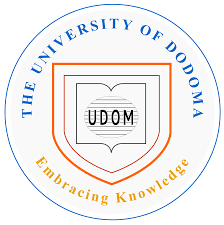 THE UNIVERSITY OF DODOMA
UDOM
Embracing Knowledge